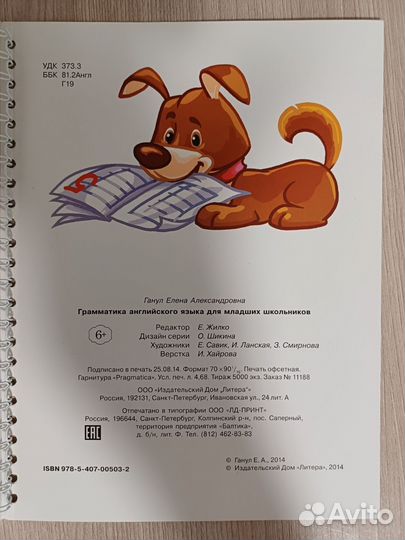 УДК 373.3
ББК 81.2Англ
Г19
5
Ганул Елена Александровна
Грамматика английского языка для младших школьников
6+
Редактор Е. Жилко
Дизайн серии О. Шикина
Художники Е. Савик, И. Ланская, З. Смирнова
Верстка И. Хайрова
Подписано в печать 25.08.14. Формат 70 × 90 1/16. Печать офсетная.
Гарнитура «Pragmatica». Усл. печ. л. 4,68. Тираж 5000 экз. Заказ № 11188
ООО «Издательский Дом „Литера"»
Россия, 192131, Санкт-Петербург, Ивановская ул., 24 лит. А
Отпечатано в типографии ООО «ЛД-ПРИНТ»
Россия, 196644, Санкт-Петербург, Колпинский р-н, пос. Саперный,
территория предприятия «Балтика»,
д. б/н, лит. Ф. Тел. (812) 462-83-83
EAC
ISBN 978-5-407-00503-2
© Ганул Е. А., 2014
© Издательский Дом «Литера», 2014
Avito